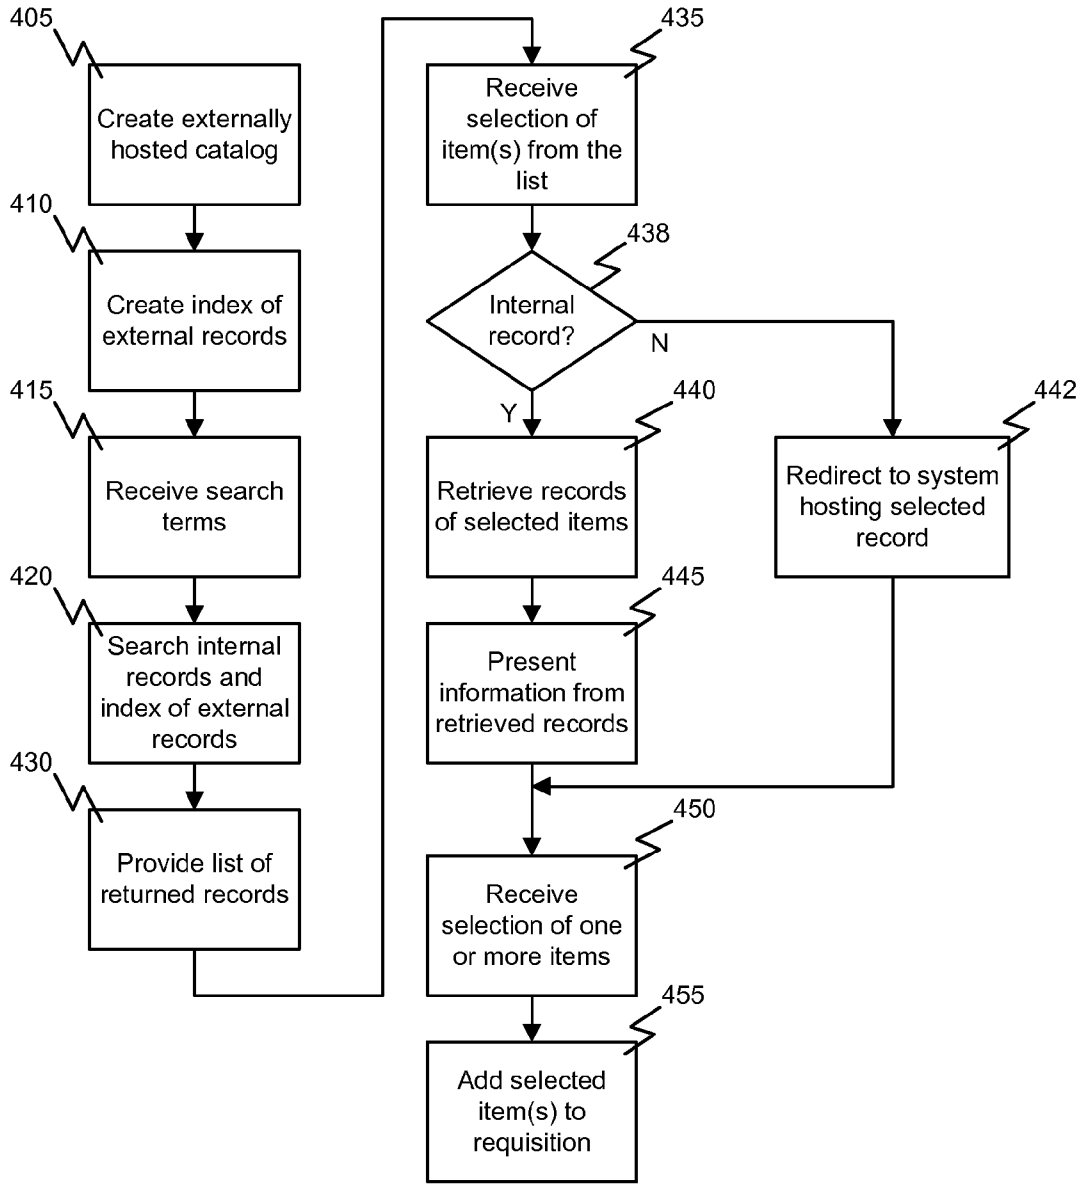 405
Create externally
hosted catalog
410
Create index of
external records
415
Receive search
terms
420
Search internal
records and
index of external
records
430
Provide list of
returned records
435
Receive
selection of
item(s) from the
list
438
Internal
record?
N
Y
440
Retrieve records
of selected items
442
Redirect to system
hosting selected
record
445
Present
information from
retrieved records
450
Receive
selection of one
or more items
455
Add selected
item(s) to
requisition